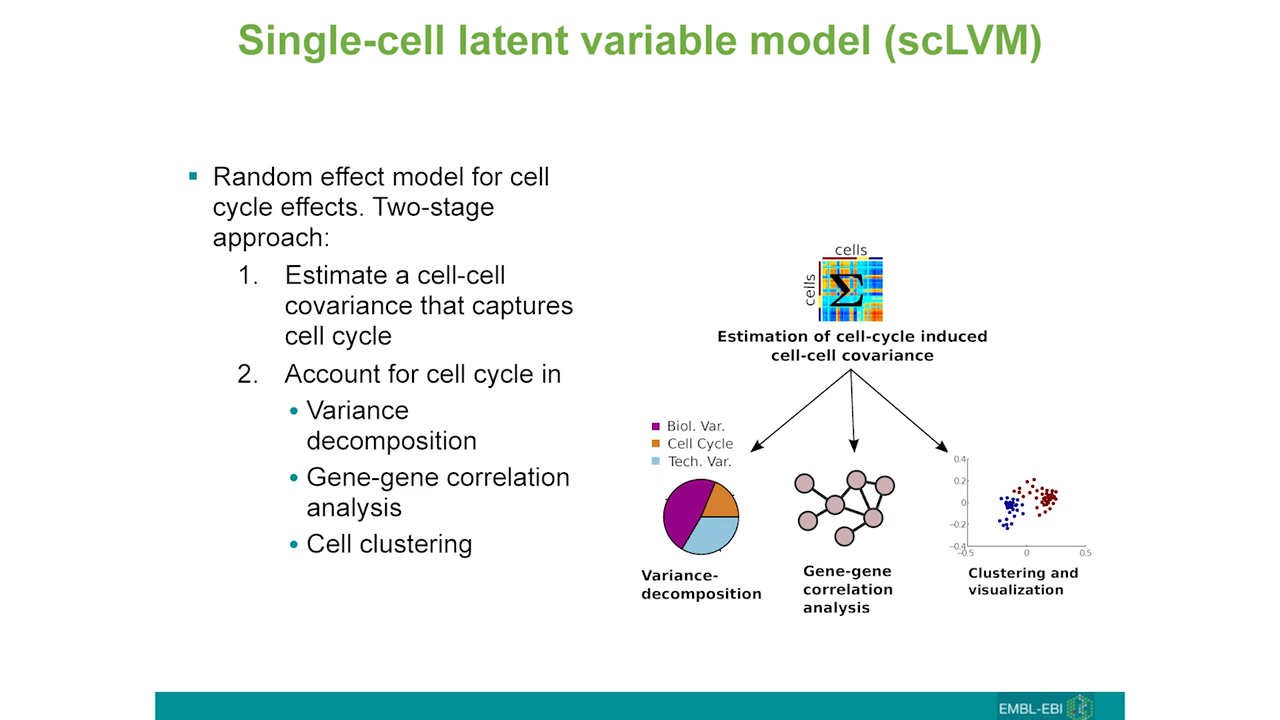 Single-cell latent variable model (scLVM)
Random effect model for cell
cycle effects. Two-stage
approach:
1. Estimate a cell-cell
covariance that captures
cell cycle
2. Account for cell cycle in
• Variance
decomposition
• Gene-gene correlation
analysis
• Cell clustering
cells
cells
Σ
Estimation of cell-cycle induced
cell-cell covariance
Biol. Var.
Cell Cycle
Tech. Var.
Variance-
decomposition
Gene-gene
correlation
analysis
0.4
0.2
0
−0.2
−0.4
−0.5 0 0.5
Clustering and
visualization
EMBL-EBI